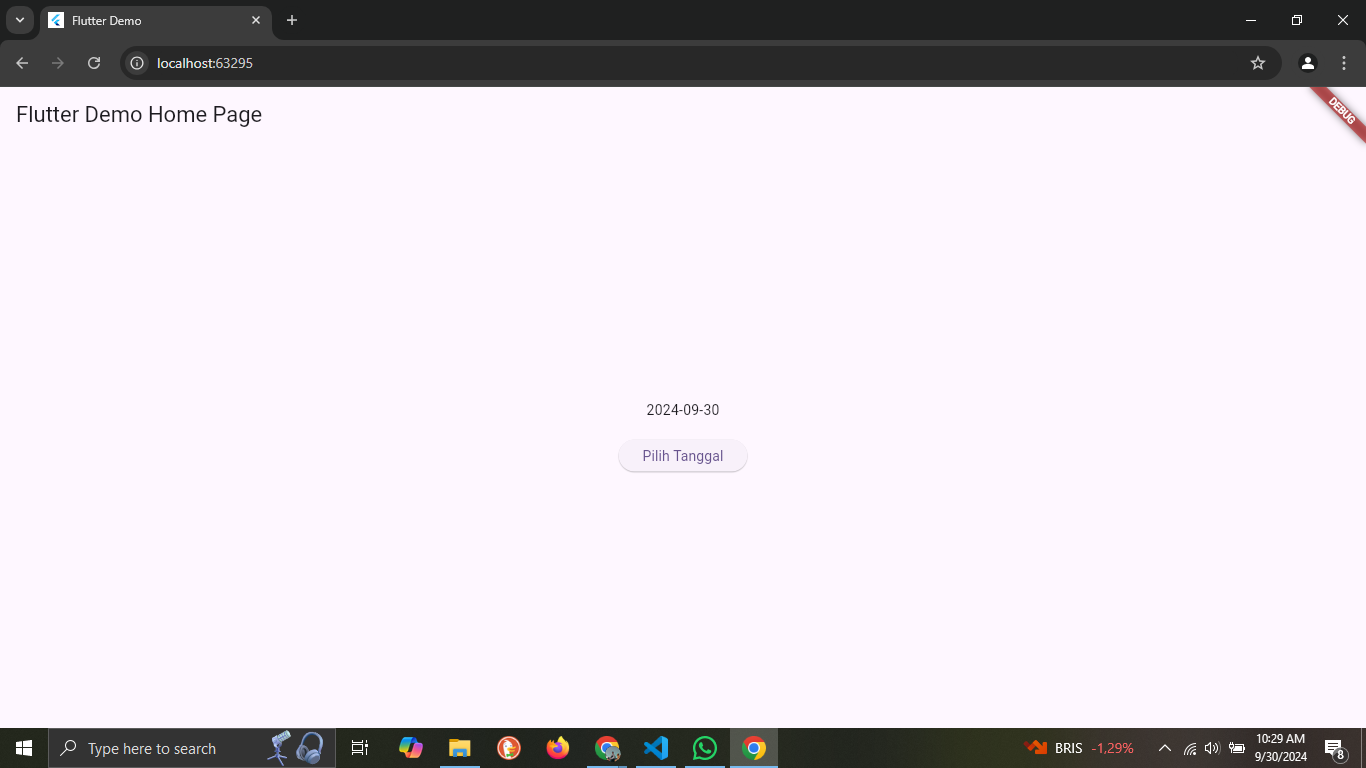 Flutter Demo
localhost:63295
Flutter Demo Home Page
DEBUG
2024-09-30
Pilih Tanggal
Type here to search
BRIS -1,29%
10:29 AM
9/30/2024
8